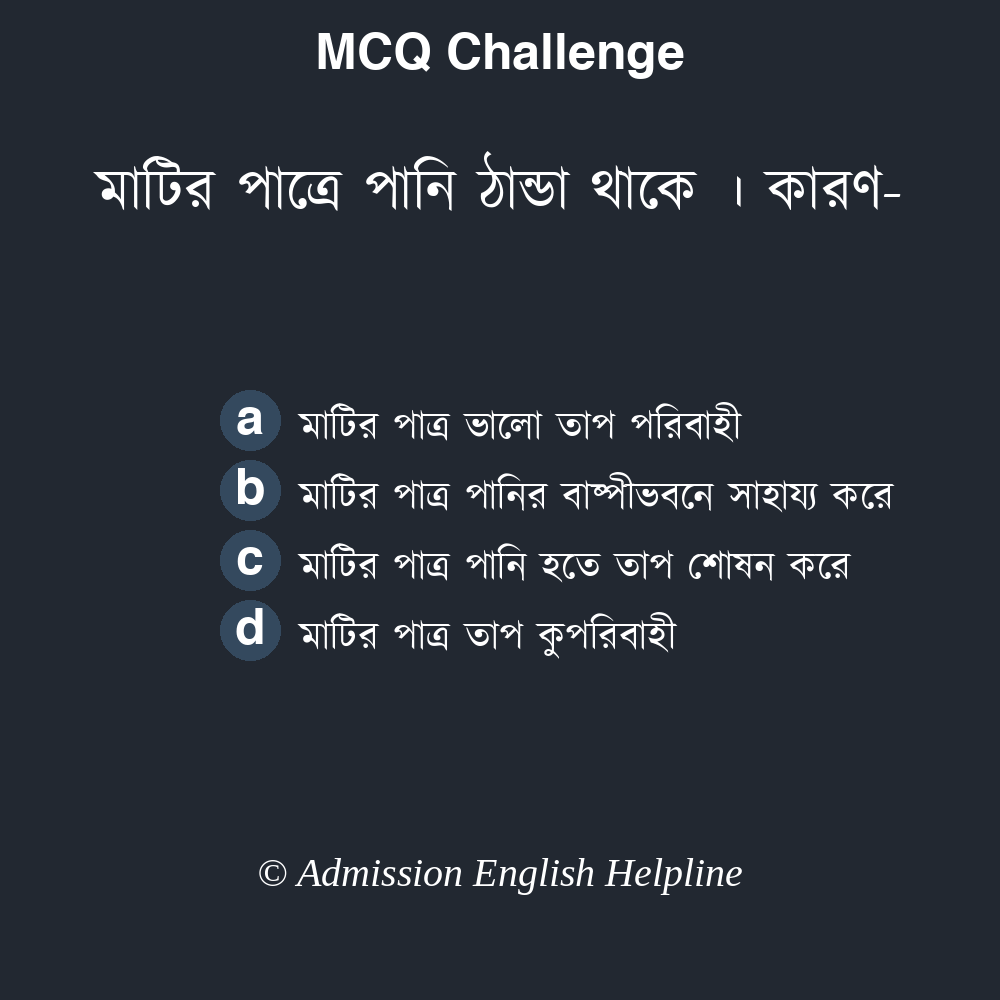 MCQ Challenge
মাটির পাত্রে পানি ঠান্ডা থাকে । কারণ-
a মাটির পাত্র ভালো তাপ পরিবাহী
b মাটির পাত্র পানির বাষ্পীভবনে সাহায্য করে
c মাটির পাত্র পানি হতে তাপ শোষন করে
d মাটির পাত্র তাপ কুপরিবাহী
© Admission English Helpline